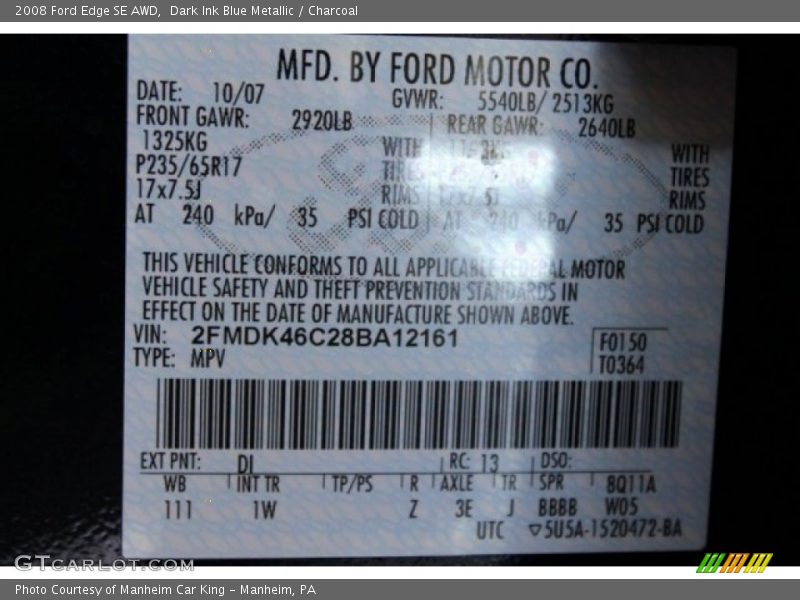 2008 Ford Edge SE AWD,  Dark Ink Blue Metallic / Charcoal
MFD. BY FORD MOTOR CO.
DATE: 10/07 GVWR: 5540LB/ 2513KG
FRONT GAWR: 2920LB REAR GAWR: 2640LB
1325KG WITH WITH
P235/65R17 TIRES TIRES
17x7.5J RIMS 17x7.5J RIMS
AT 240 kPa/ 35 PSI COLD AT 240 kPa/ 35 PSI COLD
THIS VEHICLE CONFORMS TO ALL APPLICABLE FEDERAL MOTOR
VEHICLE SAFETY AND THEFT PREVENTION STANDARDS IN
EFFECT ON THE DATE OF MANUFACTURE SHOWN ABOVE.
VIN: 2FMDK46C28BA12161 F0150
TYPE: MPV T0364
EXT PNT: DI RC: 13 DSO:
WB INT TR TP/PS R AXLE TR SPR 8Q11A
111 1W Z 3E J BBBB W05
UTC ▽5U5A-1520472-BA
GTCARLOT.COM
Photo Courtesy of Manheim Car King – Manheim, PA